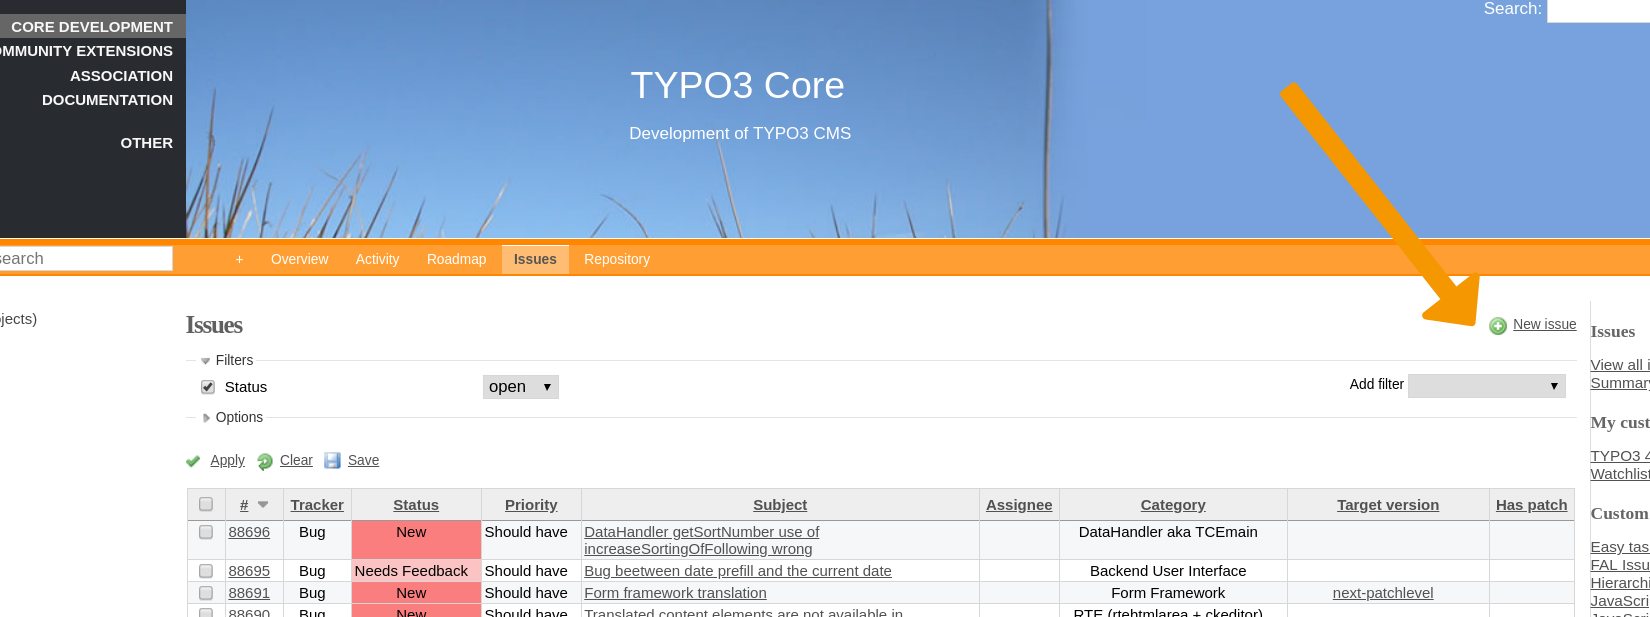 CORE DEVELOPMENT
OMMUNITY EXTENSIONS
ASSOCIATION
DOCUMENTATION
OTHER
Search:
TYPO3 Core
Development of TYPO3 CMS
search
+ Overview Activity Roadmap Issues Repository
jects)
Issues
New issue
Filters
Status open ▼ Add filter ▼
Options
Apply Clear Save
# Tracker Status Priority Subject Assignee Category Target version Has patch
88696 Bug New Should have DataHandler getSortNumber use of DataHandler aka TCEmain
increaseSortingOfFollowing wrong
88695 Bug Needs Feedback Should have Bug beetween date prefill and the current date Backend User Interface
88691 Bug New Should have Form framework translation Form Framework next-patchlevel
88690 Bug New Should have Translated content elements are not available in RTE (rtehtmlarea + ckeditor)
Issues
View all i
Summary
My cust
TYPO3 4
Watchlist
Custom
Easy tas
FAL Issu
Hierarchi
JavaScri
JavaScri